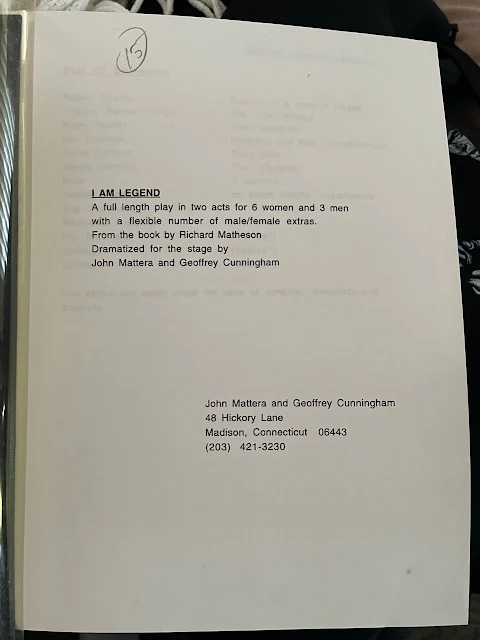 15
I AM LEGEND
A full length play in two acts for 6 women and 3 men
with a flexible number of male/female extras.
From the book by Richard Matheson
Dramatized for the stage by
John Mattera and Geoffrey Cunningham
John Mattera and Geoffrey Cunningham
48 Hickory Lane
Madison, Connecticut 06443
(203) 421-3230